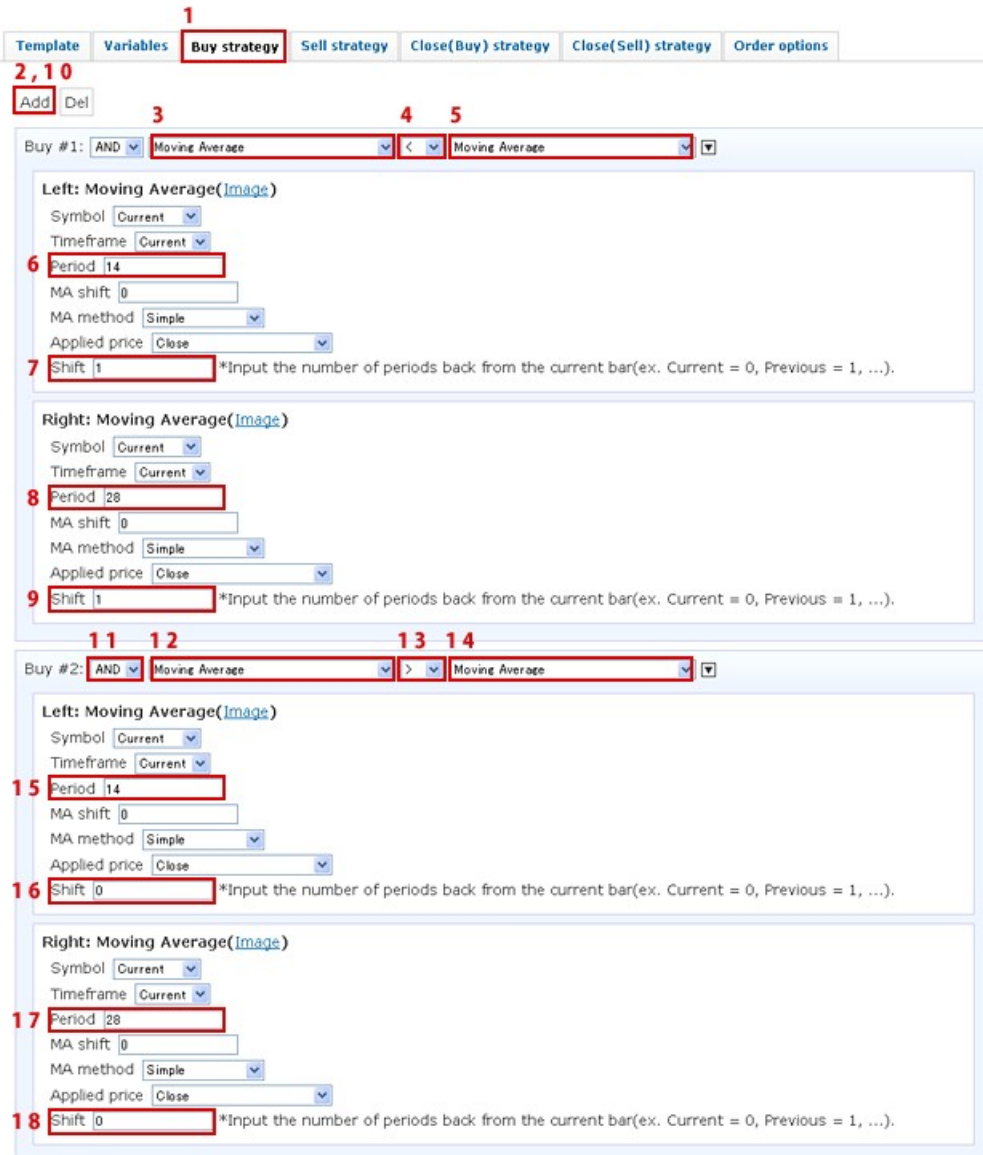 1
Template Variables Buy strategy Sell strategy Close(Buy) strategy Close(Sell) strategy Order options
2,10
Add Del
3 4 5
Buy #1: AND Moving Average < Moving Average
Left: Moving Average(Image)
Symbol Current
Timeframe Current
6 Period 14
MA shift 0
MA method Simple
Applied price Close
7 Shift 1 *Input the number of periods back from the current bar(ex. Current = 0, Previous = 1, ...).
Right: Moving Average(Image)
Symbol Current
Timeframe Current
8 Period 28
MA shift 0
MA method Simple
Applied price Close
9 Shift 1 *Input the number of periods back from the current bar(ex. Current = 0, Previous = 1, ...).
11 12 13 14
Buy #2: AND Moving Average > Moving Average
Left: Moving Average(Image)
Symbol Current
Timeframe Current
15 Period 14
MA shift 0
MA method Simple
Applied price Close
16 Shift 0 *Input the number of periods back from the current bar(ex. Current = 0, Previous = 1, ...).
Right: Moving Average(Image)
Symbol Current
Timeframe Current
17 Period 28
MA shift 0
MA method Simple
Applied price Close
18 Shift 0 *Input the number of periods back from the current bar(ex. Current = 0, Previous = 1, ...).